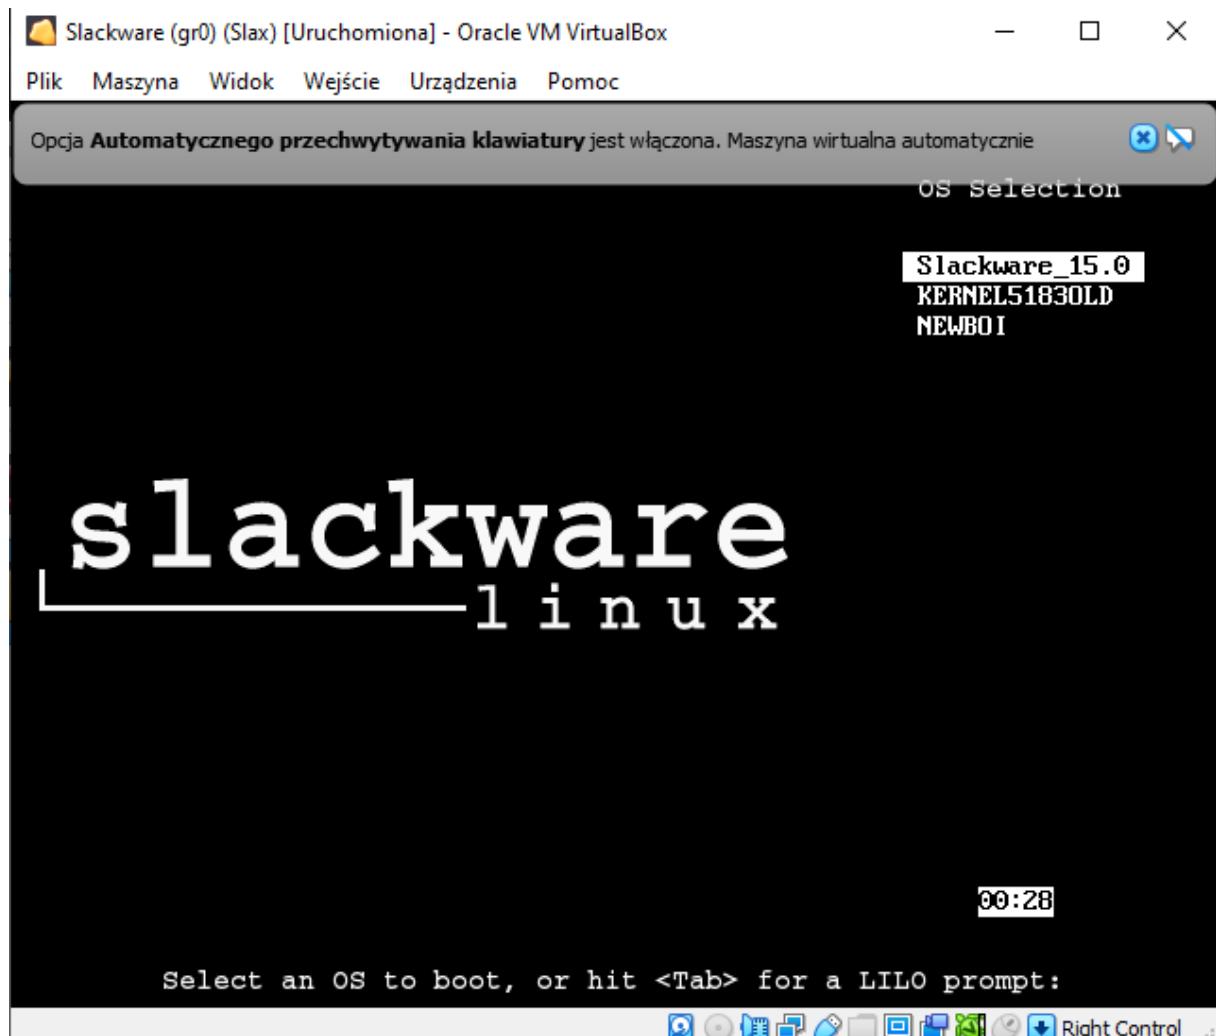 Slackware (gr0) (Slax) [Uruchomiona] - Oracle VM VirtualBox
Plik Maszyna Widok Wejście Urządzenia Pomoc
Opcja Automatycznego przechwytywania klawiatury jest włączona. Maszyna wirtualna automatycznie
OS Selection
Slackware_15.0
KERNEL5183OLD
NEWBOI
slackware
linux
00:28
Select an OS to boot, or hit <Tab> for a LILO prompt:
Right Control